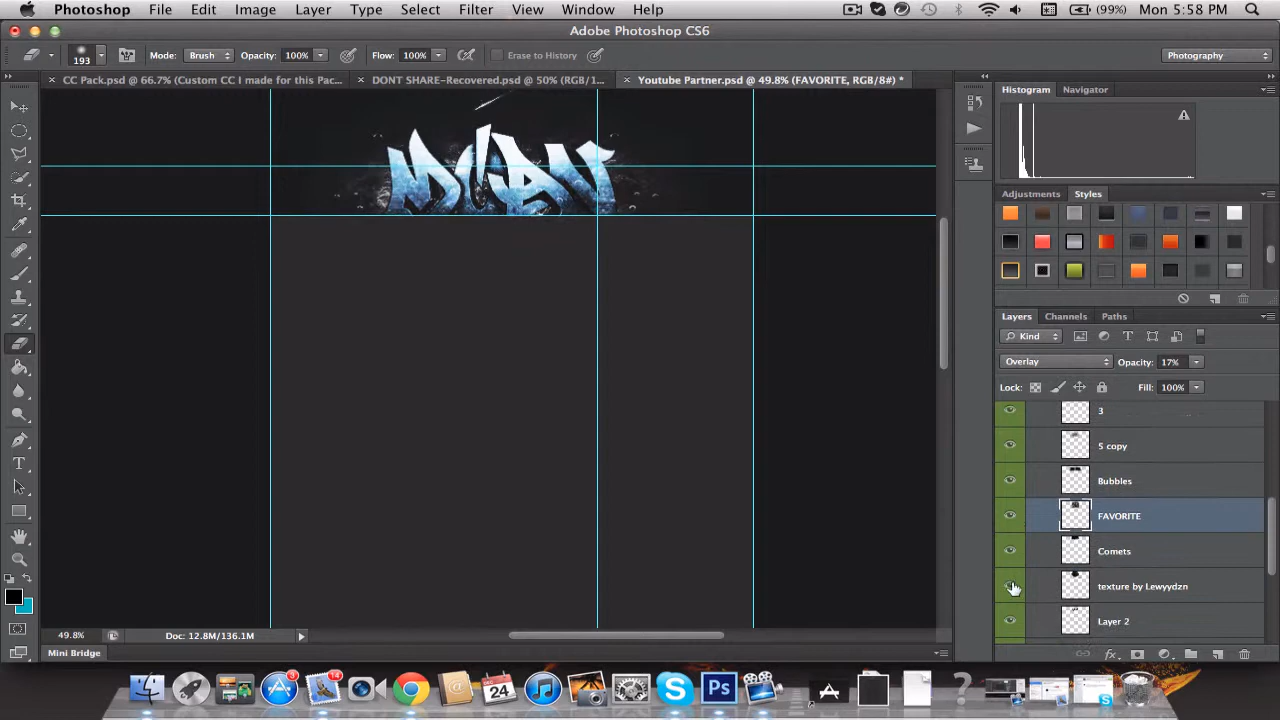 Photoshop File Edit Image Layer Type Select Filter View Window Help (99%) Mon 5:58 PM
Adobe Photoshop CS6
193 Mode: Brush Opacity: 100% Flow: 100% Erase to History Photography
CC Pack.psd @ 66.7% (Custom CC I made for this Pac... DONT SHARE-Recovered.psd @ 50% (RGB/1... Youtube Partner.psd @ 49.8% (FAVORITE, RGB/8#) *
Histogram Navigator
Adjustments Styles
Layers Channels Paths
Kind
Overlay Opacity: 17%
Lock: Fill: 100%
3
5 copy
Bubbles
FAVORITE
Comets
texture by Lewyydzn
Layer 2
49.8% Doc: 12.8M/136.1M
Mini Bridge
3 14 24